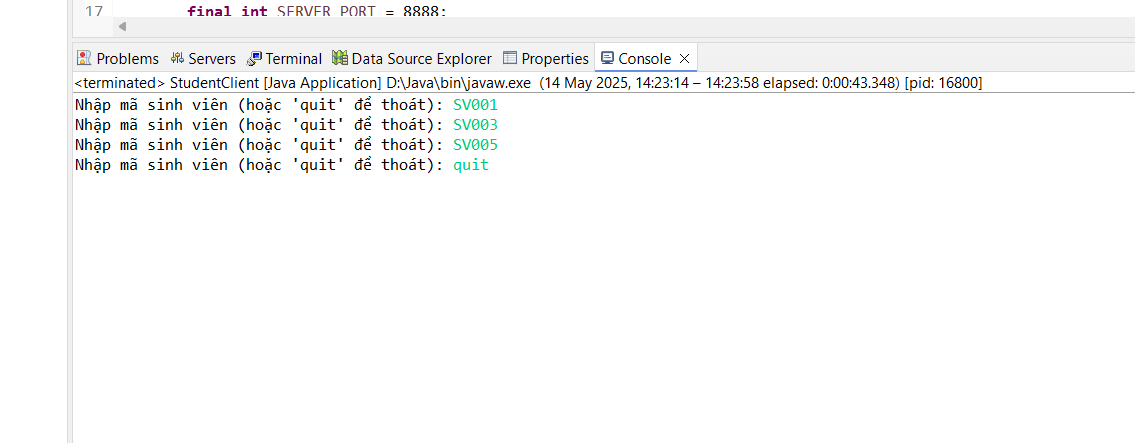 17 final int SERVER_PORT = 8888;
Problems Servers Terminal Data Source Explorer Properties Console
<terminated> StudentClient [Java Application] D:\Java\bin\javaw.exe (14 May 2025, 14:23:14 – 14:23:58 elapsed: 0:00:43.348) [pid: 16800]
Nhập mã sinh viên (hoặc 'quit' để thoát): SV001
Nhập mã sinh viên (hoặc 'quit' để thoát): SV003
Nhập mã sinh viên (hoặc 'quit' để thoát): SV005
Nhập mã sinh viên (hoặc 'quit' để thoát): quit